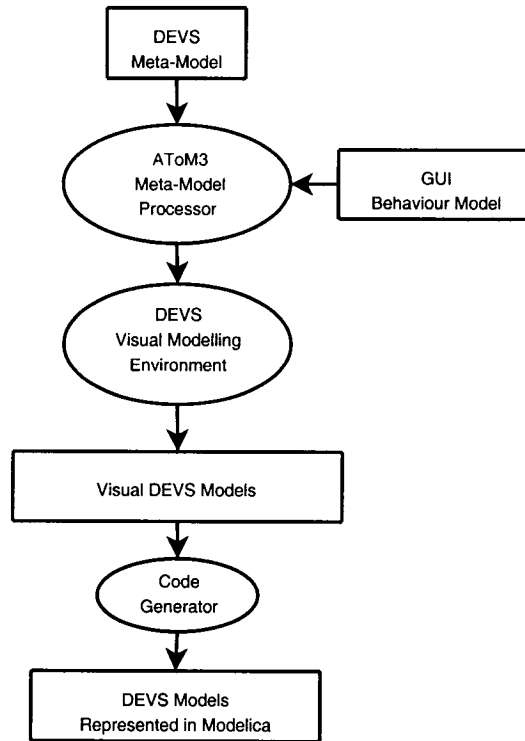 DEVS
Meta-Model
AToM3
Meta-Model
Processor
GUI
Behaviour Model
DEVS
Visual Modelling
Environment
Visual DEVS Models
Code
Generator
DEVS Models
Represented in Modelica